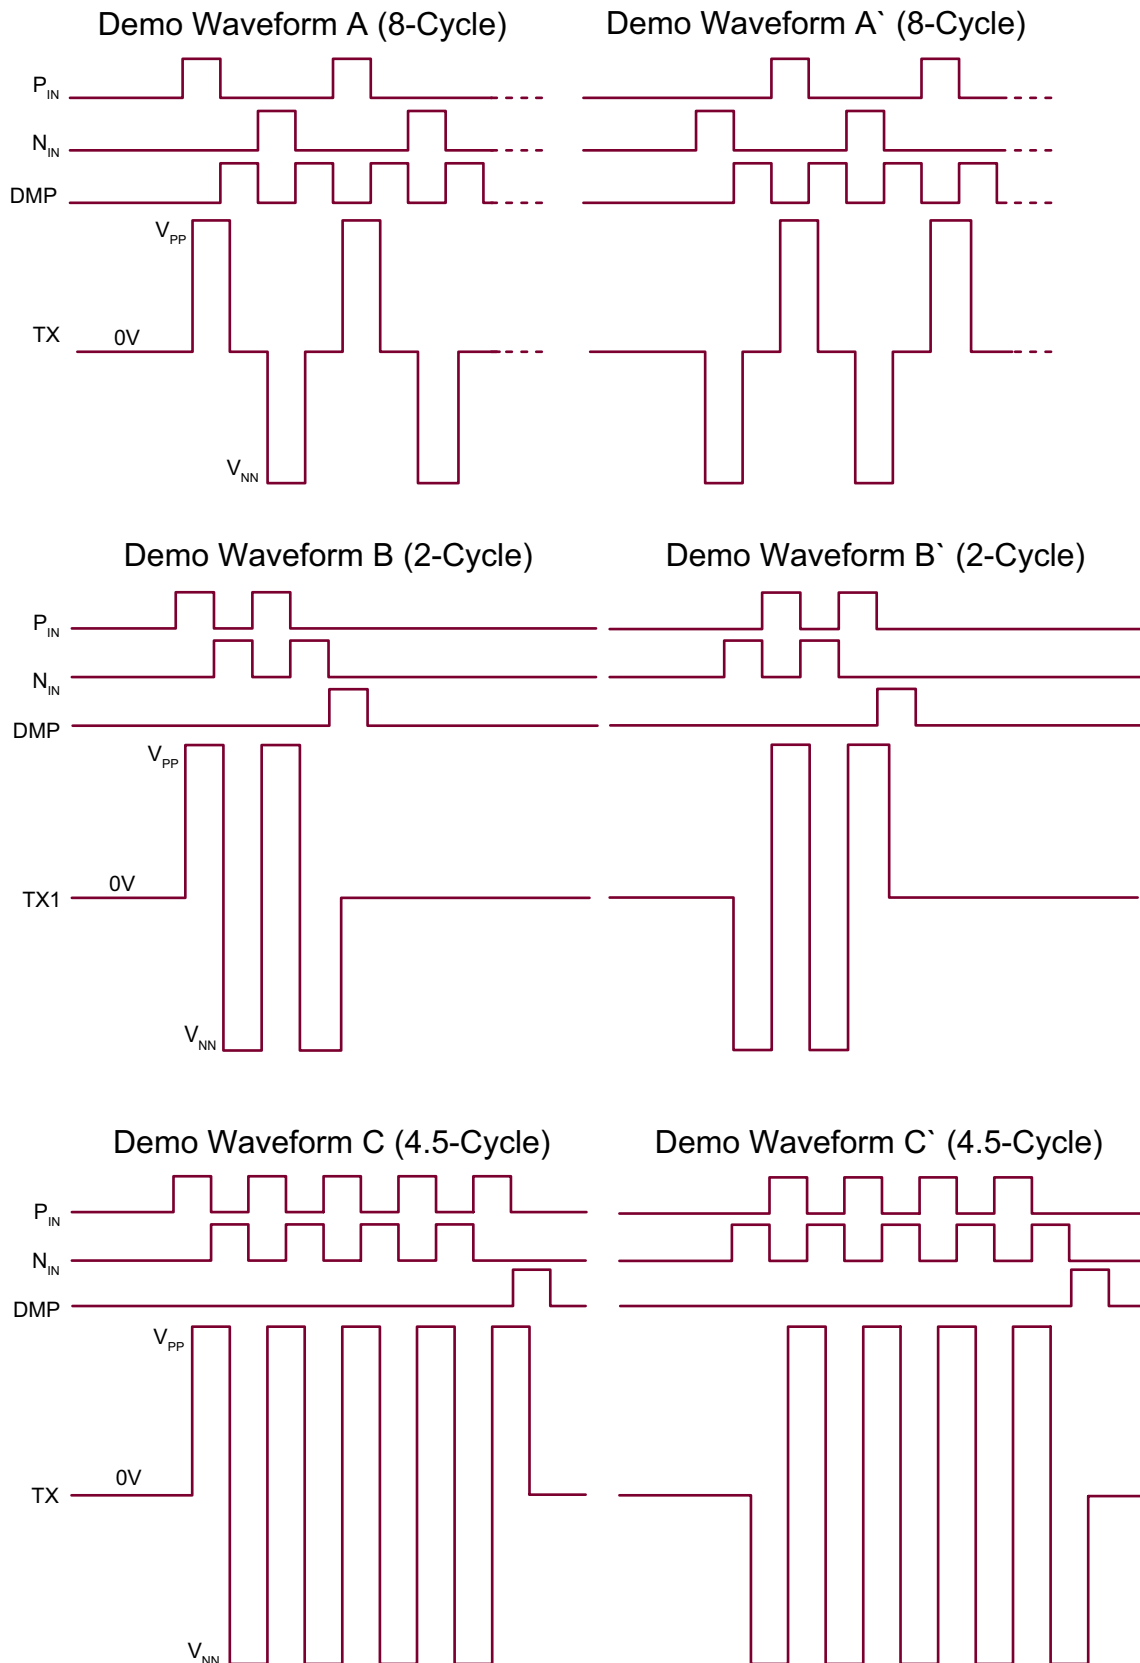 Demo Waveform A (8-Cycle)
Demo Waveform A` (8-Cycle)
PIN
NIN
DMP
VPP
TX
0V
VNN
Demo Waveform B (2-Cycle)
Demo Waveform B` (2-Cycle)
PIN
NIN
DMP
VPP
TX1
0V
VNN
Demo Waveform C (4.5-Cycle)
Demo Waveform C` (4.5-Cycle)
PIN
NIN
DMP
VPP
0V
TX
VNN